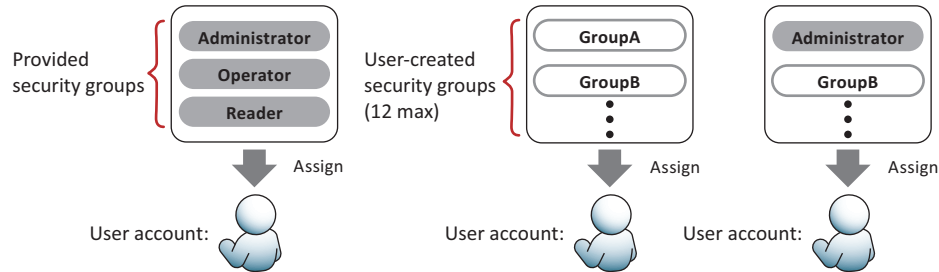 Provided
security groups
Administrator
Operator
Reader
Assign
User account:
User-created
security groups
(12 max)
GroupA
GroupB
Assign
User account:
Administrator
GroupB
Assign
User account: